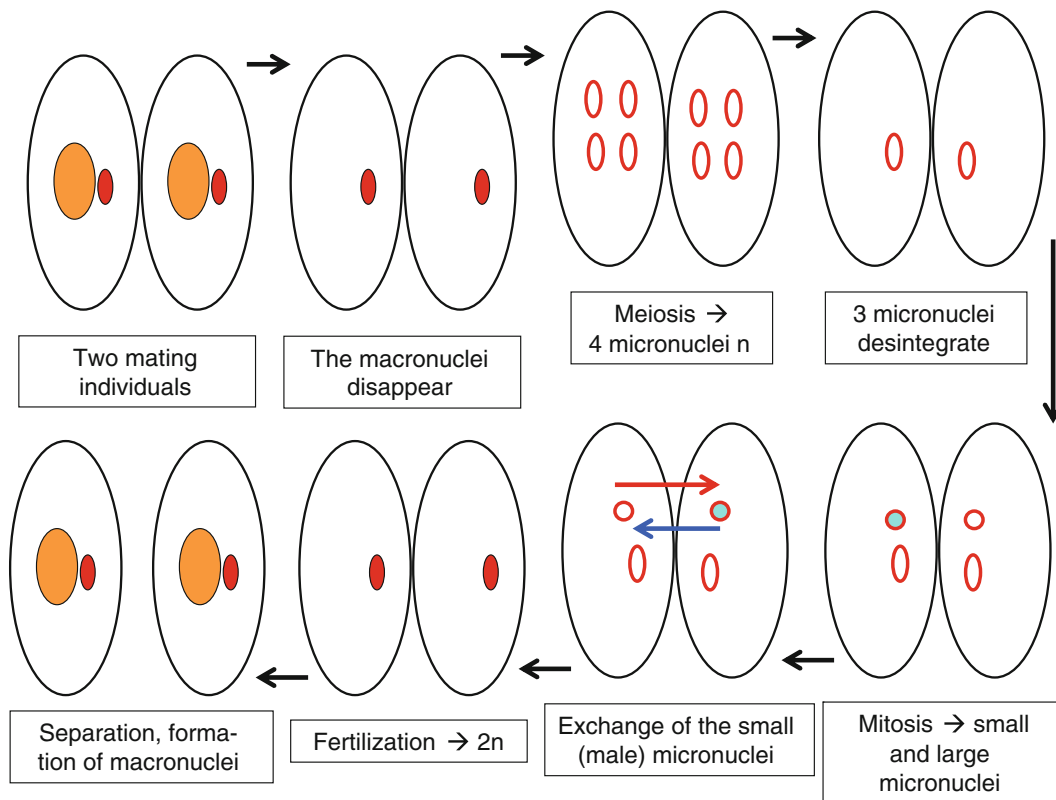 Two mating
individuals
The macronuclei
disappear
Meiosis →
4 micronuclei n
3 micronuclei
desintegrate
Mitosis → small
and large
micronuclei
Exchange of the small
(male) micronuclei
Fertilization → 2n
Separation, forma-
tion of macronuclei